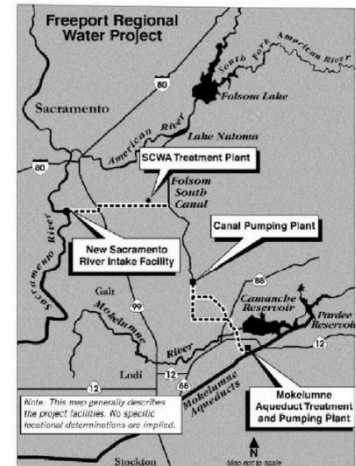 Freeport Regional
Water Project
South Fork American River
80
Folsom Lake
Sacramento
American River
Lake Natoma
80
SCWA Treatment Plant
Folsom
South
Canal
Canal Pumping Plant
New Sacramento
River Intake Facility
Sacramento River
88
Galt
99
Camanche
Reservoir
Pardee
Reservoir
Mokelumne
River
12
Lodi
12
88
12
Mokelumne
Aqueducts
Mokelumne
Aqueduct Treatment
and Pumping Plant
Note: This map generally describes
the project facilities. No specific
locational determinations are implied.
N
Map not to scale
Stockton